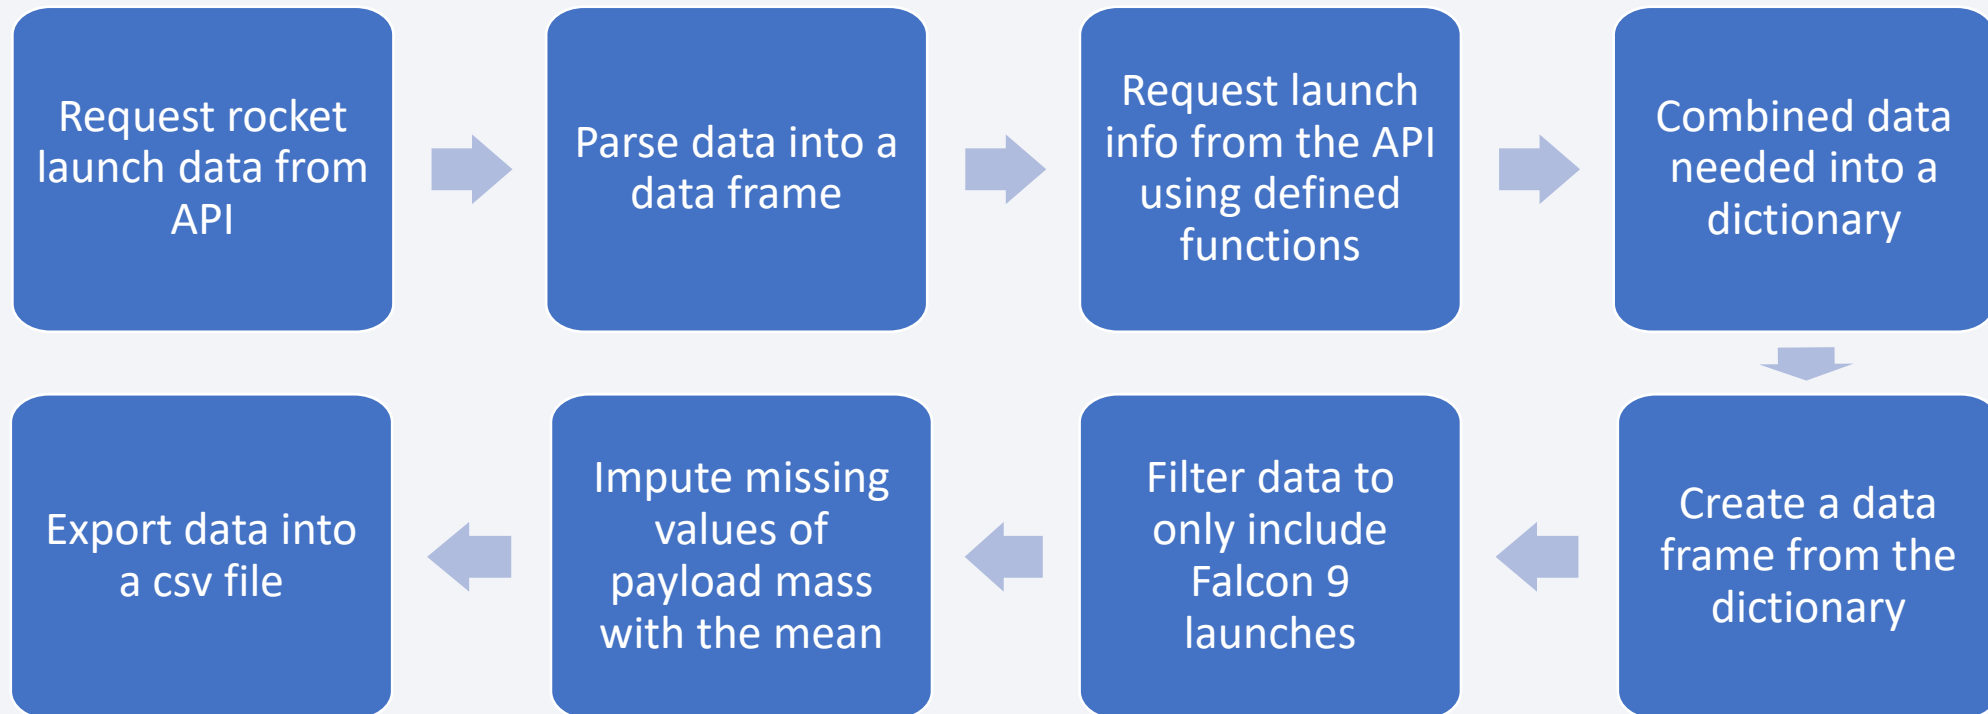 Request rocket
launch data from
API
Parse data into a
data frame
Request launch
info from the API
using defined
functions
Combined data
needed into a
dictionary
Create a data
frame from the
dictionary
Filter data to
only include
Falcon 9
launches
Impute missing
values of
payload mass
with the mean
Export data into
a csv file